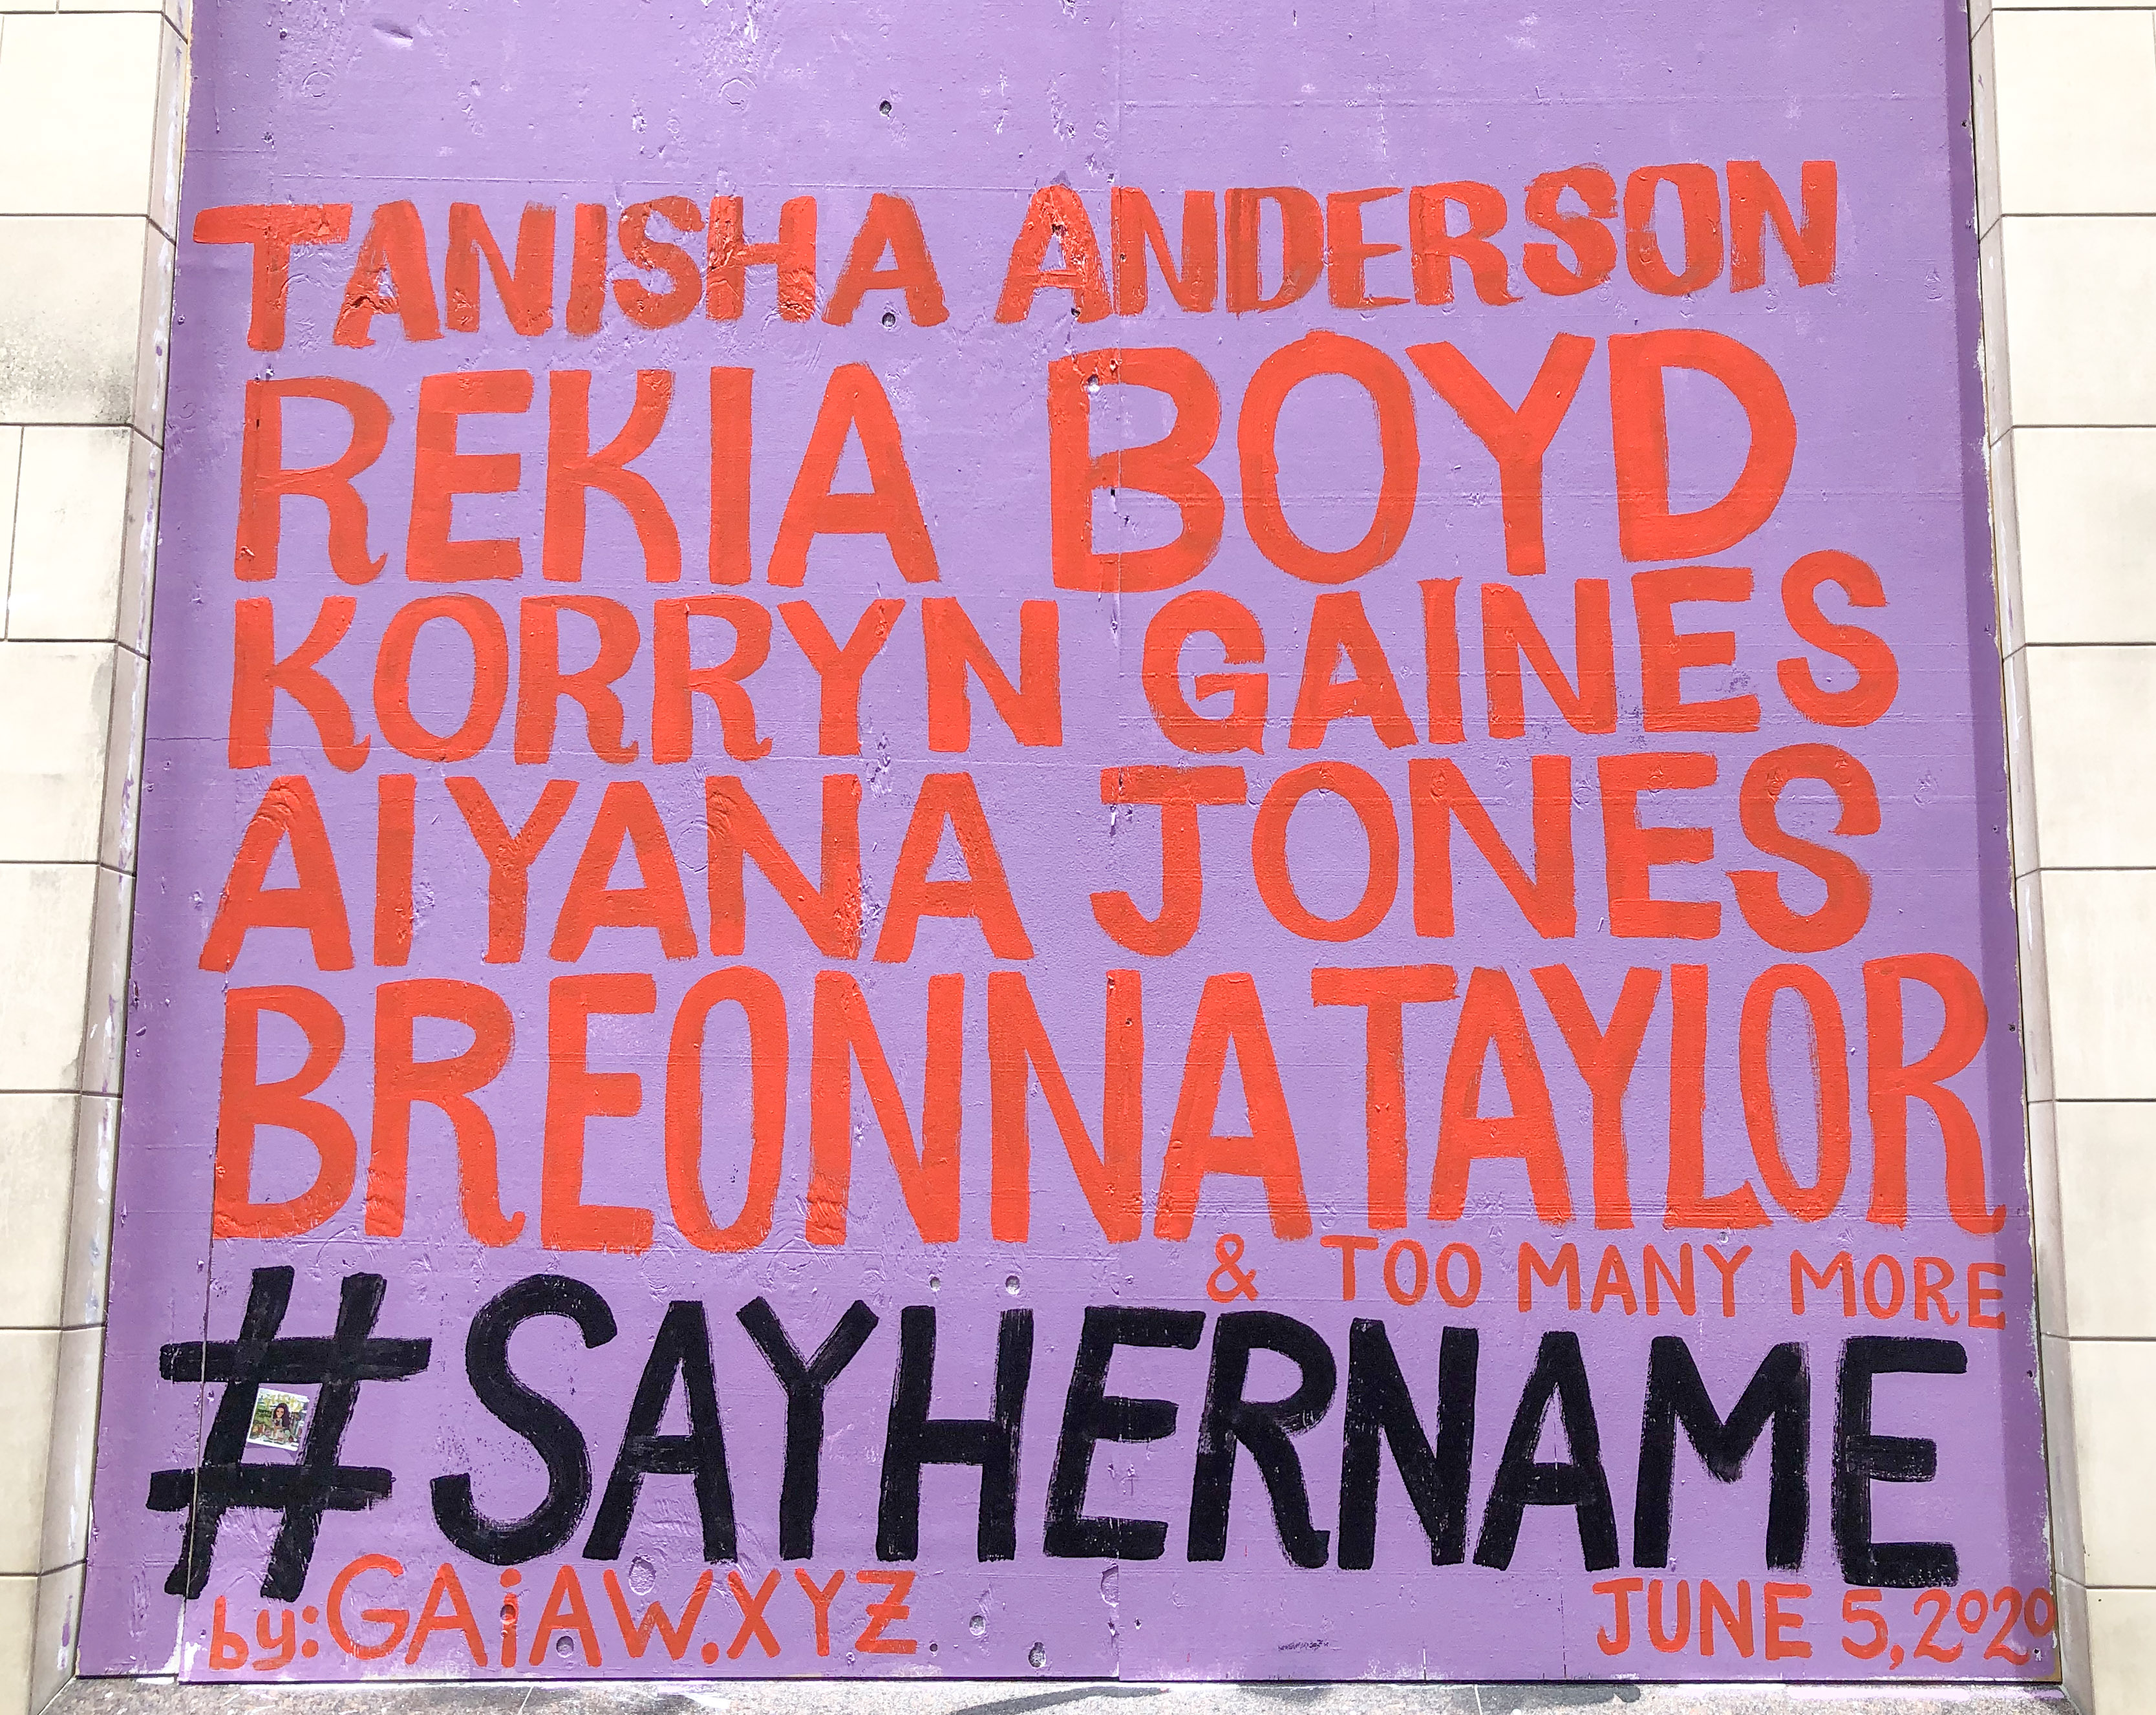 TANISHA ANDERSON
REKIA BOYD
KORRYN GAINES
AIYANA JONES
BREONNA TAYLOR
& TOO MANY MORE
#SAYHERNAME
by: GAiAW.XYZ
JUNE 5, 2020